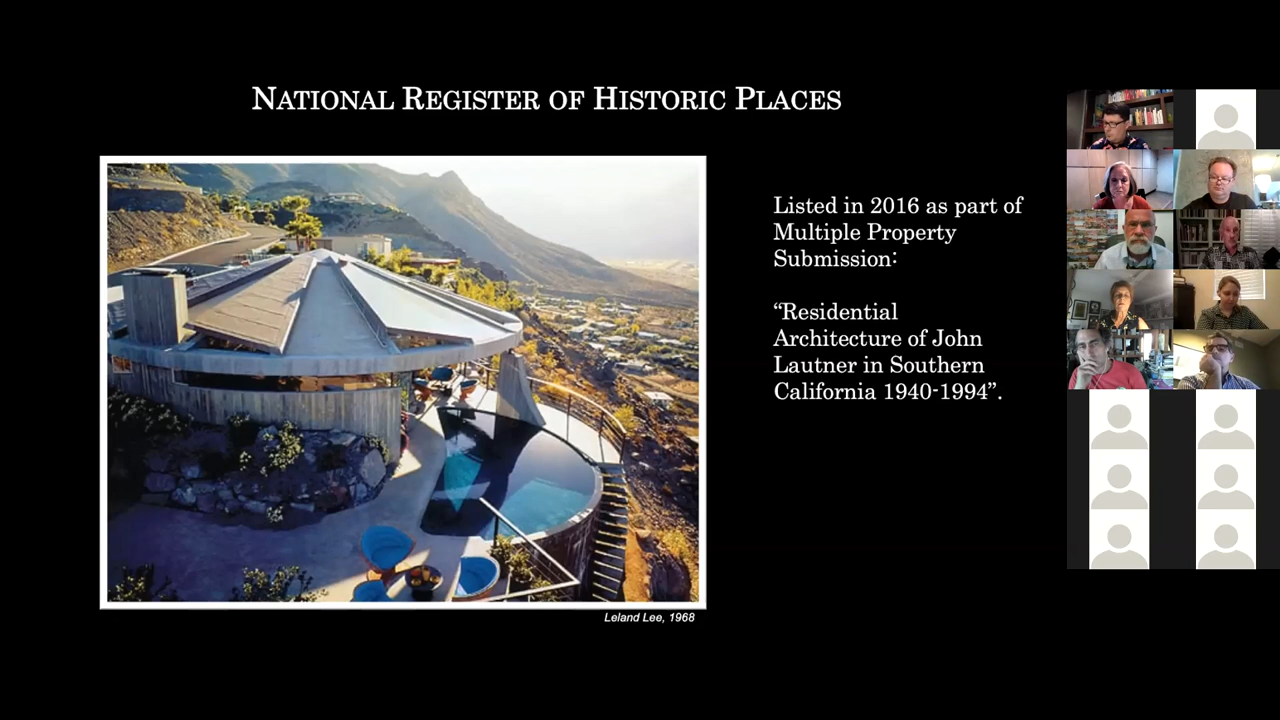 NATIONAL REGISTER OF HISTORIC PLACES
Listed in 2016 as part of
Multiple Property
Submission:
“Residential
Architecture of John
Lautner in Southern
California 1940-1994”.
Leland Lee, 1968